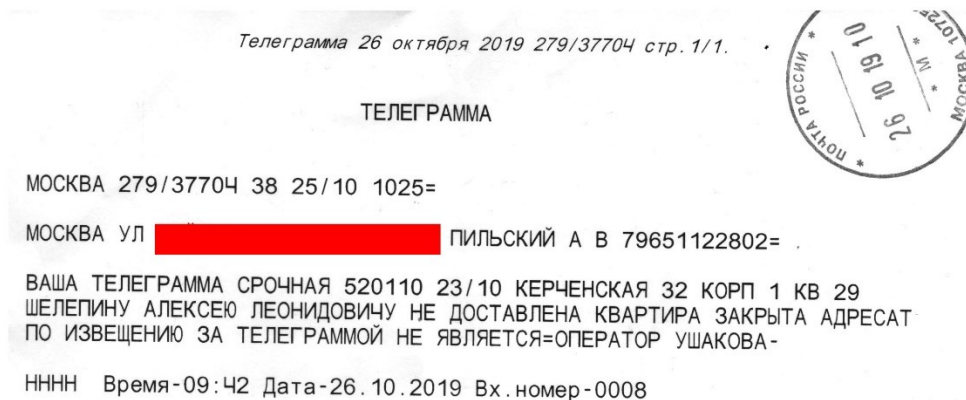 Телеграмма 26 октября 2019 279/3770Ч стр.1/1.
ТЕЛЕГРАММА
ПОЧТА РОССИИ * МОСКВА
26 10 19 10
* М *
МОСКВА 279/3770Ч 38 25/10 1025=
МОСКВА УЛ ПИЛЬСКИЙ А В 79651122802=
ВАША ТЕЛЕГРАММА СРОЧНАЯ 520110 23/10 КЕРЧЕНСКАЯ 32 КОРП 1 КВ 29
ШЕЛЕПИНУ АЛЕКСЕЮ ЛЕОНИДОВИЧУ НЕ ДОСТАВЛЕНА КВАРТИРА ЗАКРЫТА АДРЕСАТ
ПО ИЗВЕЩЕНИЮ ЗА ТЕЛЕГРАММОЙ НЕ ЯВЛЯЕТСЯ=ОПЕРАТОР УШАКОВА-
НННН Время-09:Ч2 Дата-26.10.2019 Вх.номер-0008